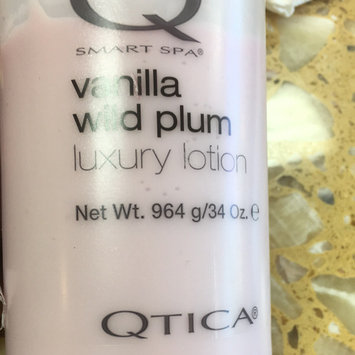 Q
SMART SPA®
vanilla
wild plum
luxury lotion
Net Wt. 964 g/34 Oz. ℮
QTICA®